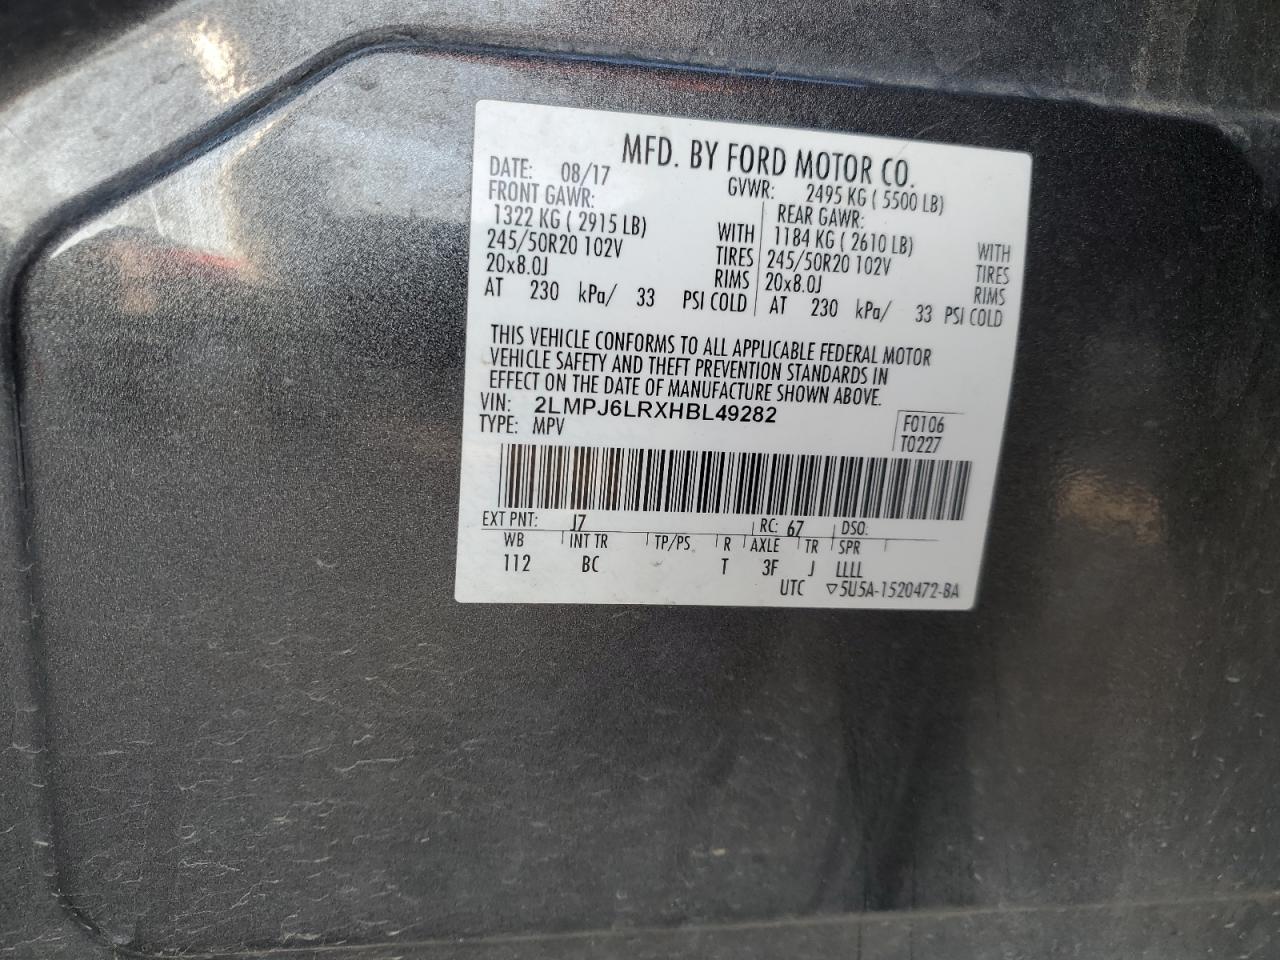 MFD. BY FORD MOTOR CO.
DATE: 08/17 GVWR: 2495 KG ( 5500 LB)
FRONT GAWR: REAR GAWR:
1322 KG ( 2915 LB) WITH 1184 KG ( 2610 LB) WITH
245/50R20 102V TIRES 245/50R20 102V TIRES
20x8.0J RIMS 20x8.0J RIMS
AT 230 kPa/ 33 PSI COLD AT 230 kPa/ 33 PSI COLD
THIS VEHICLE CONFORMS TO ALL APPLICABLE FEDERAL MOTOR
VEHICLE SAFETY AND THEFT PREVENTION STANDARDS IN
EFFECT ON THE DATE OF MANUFACTURE SHOWN ABOVE.
VIN: 2LMPJ6LRXHBL49282 F0106
TYPE: MPV T0227
EXT PNT: J7 RC: 67 DSO:
WB INT TR TP/PS R AXLE TR SPR
112 BC T 3F J LLLL
UTC ▽5U5A-1520472-BA